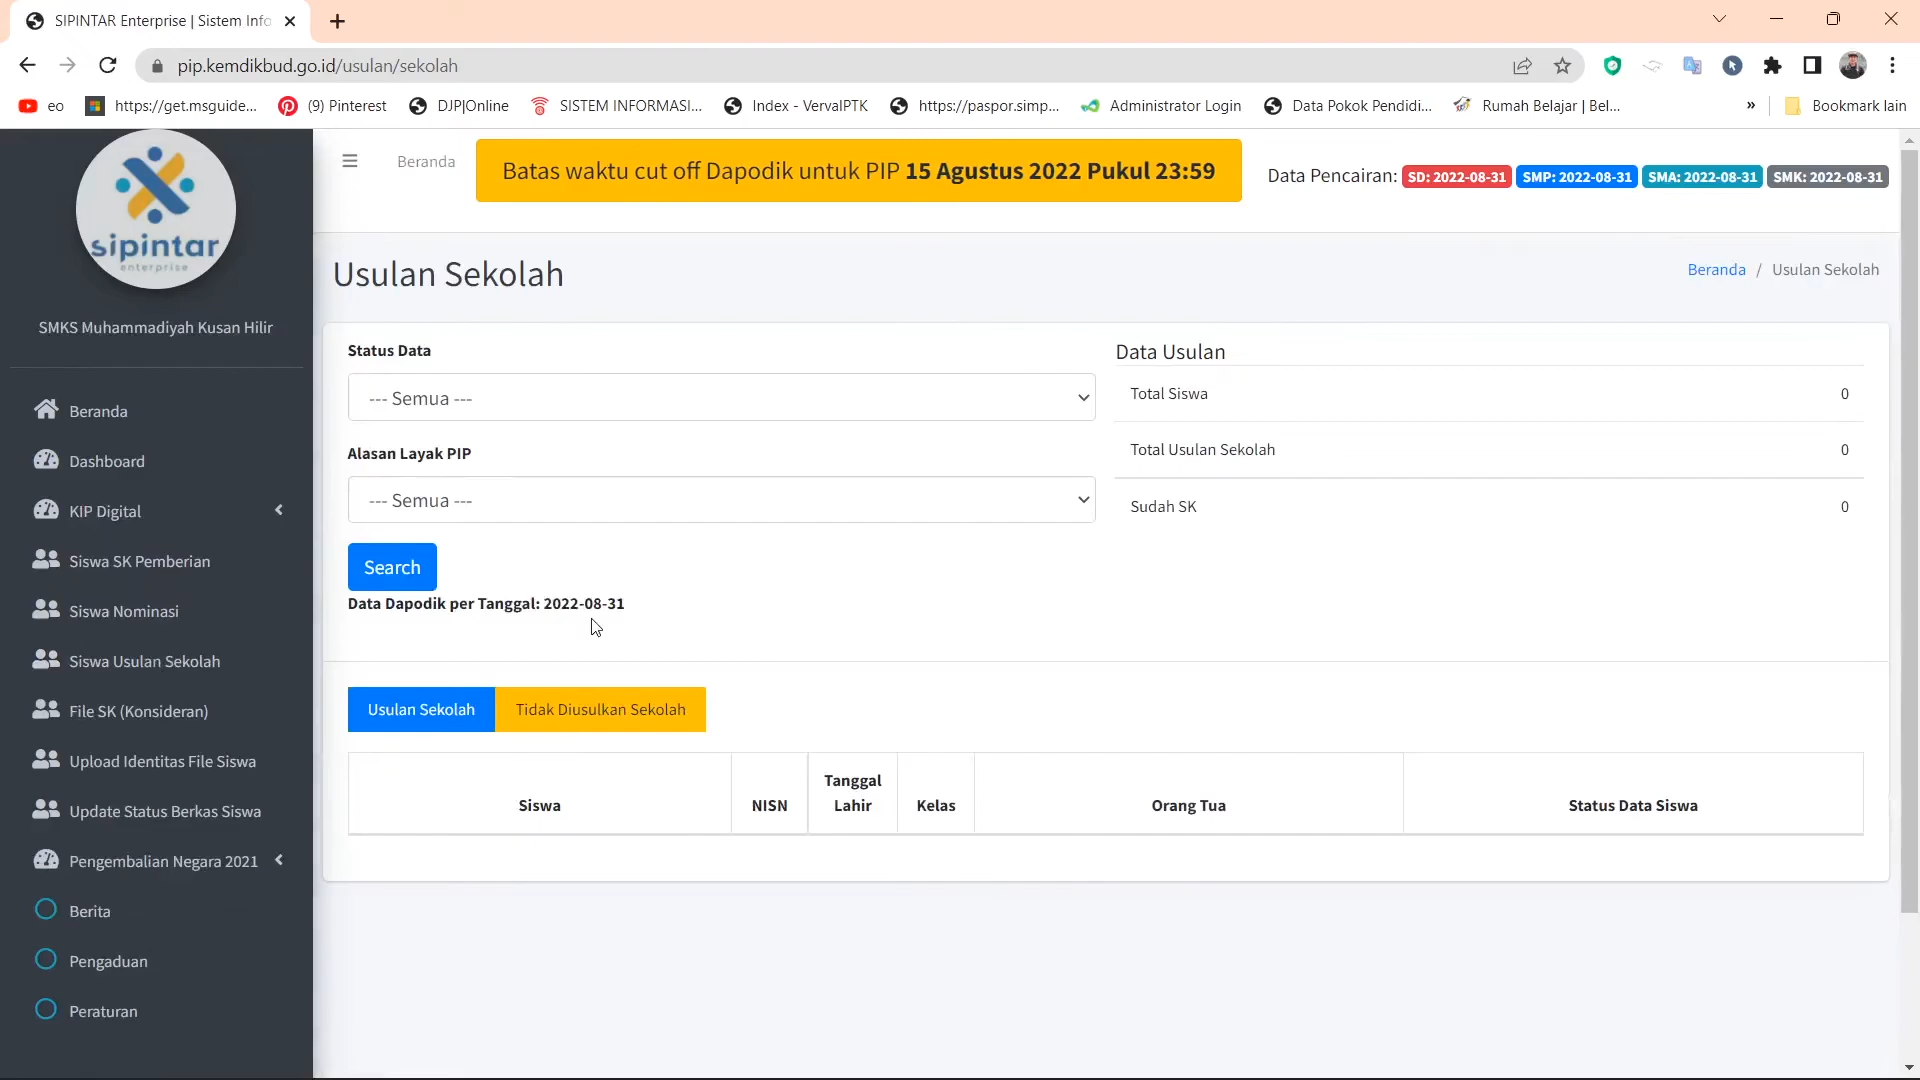 SIPINTAR Enterprise | Sistem Info
pip.kemdikbud.go.id/usulan/sekolah
eo
https://get.msguide...
(9) Pinterest
DJP|Online
SISTEM INFORMASI...
Index - VervalPTK
https://paspor.simp...
Administrator Login
Data Pokok Pendidi...
Rumah Belajar | Bel...
»
Bookmark lain
sipintar
enterprise
SMKS Muhammadiyah Kusan Hilir
Beranda
Dashboard
KIP Digital
Siswa SK Pemberian
Siswa Nominasi
Siswa Usulan Sekolah
File SK (Konsideran)
Upload Identitas File Siswa
Update Status Berkas Siswa
Pengembalian Negara 2021
Berita
Pengaduan
Peraturan
Beranda
Batas waktu cut off Dapodik untuk PIP 15 Agustus 2022 Pukul 23:59
Data Pencairan: SD: 2022-08-31 SMP: 2022-08-31 SMA: 2022-08-31 SMK: 2022-08-31
Usulan Sekolah
Beranda / Usulan Sekolah
Status Data
--- Semua ---
Alasan Layak PIP
--- Semua ---
Search
Data Dapodik per Tanggal: 2022-08-31
Data Usulan
Total Siswa 0
Total Usulan Sekolah 0
Sudah SK 0
Usulan Sekolah
Tidak Diusulkan Sekolah
Siswa
NISN
Tanggal
Lahir
Kelas
Orang Tua
Status Data Siswa